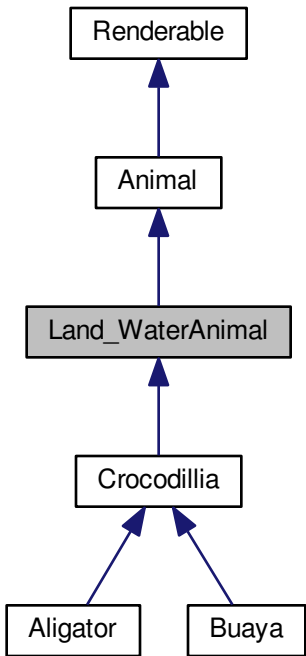 Renderable
Animal
Land_WaterAnimal
Crocodillia
Aligator
Buaya